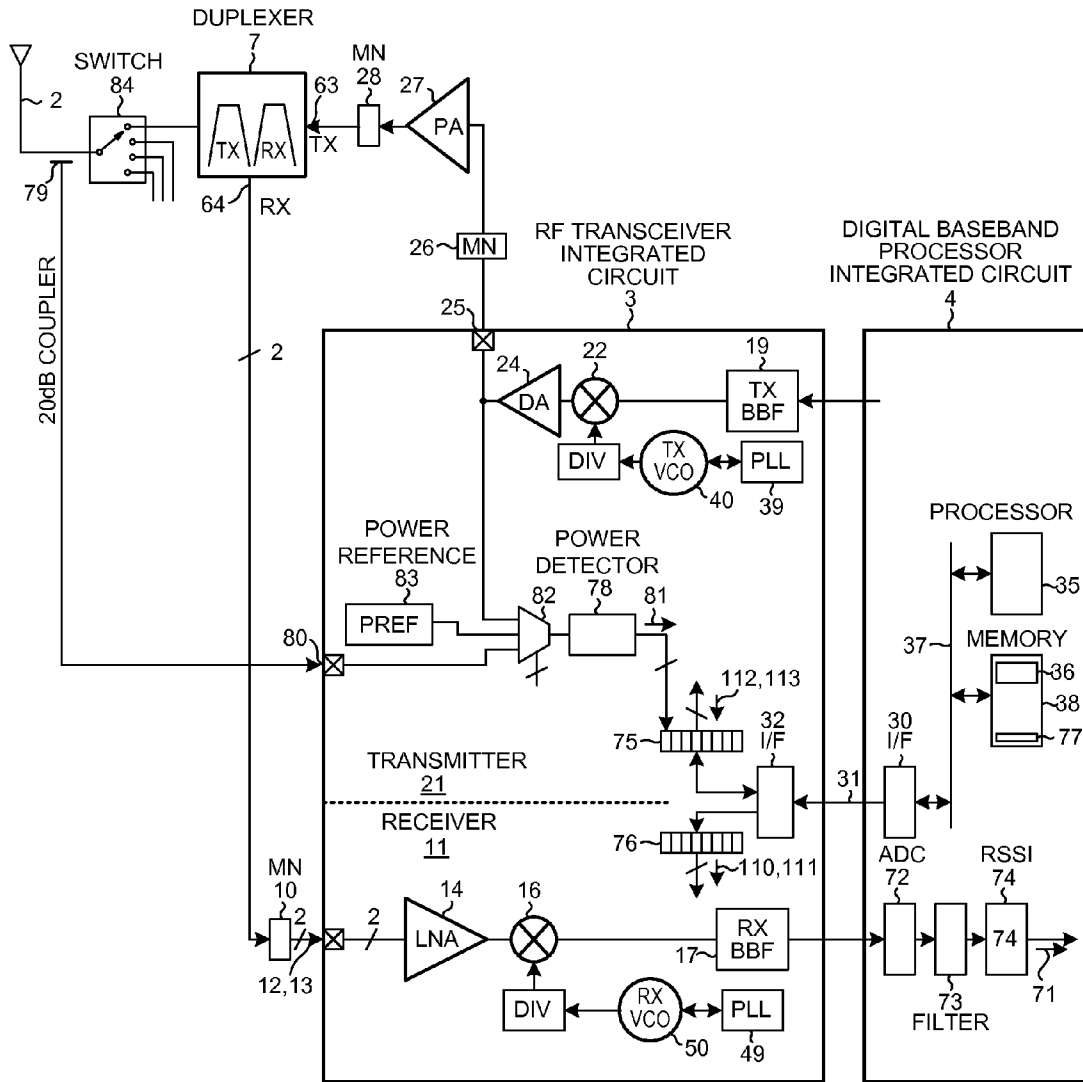 DUPLEXER
7
SWITCH
84
2
MN
28
63
TX
27
PA
TX
RX
79
64
RX
26
MN
20dB COUPLER
2
RF TRANSCEIVER
INTEGRATED
CIRCUIT
3
DIGITAL BASEBAND
PROCESSOR
INTEGRATED CIRCUIT
4
25
24
DA
22
19
TX
BBF
DIV
TX
VCO
40
PLL
39
POWER
REFERENCE
83
PREF
POWER
DETECTOR
78
82
81
80
PROCESSOR
35
37
MEMORY
36
38
77
112,113
75
32
I/F
30
I/F
31
TRANSMITTER
21
RECEIVER
11
76
110,111
MN
10
2
12,13
2
14
LNA
16
17
RX
BBF
DIV
RX
VCO
50
PLL
49
ADC
72
RSSI
74
74
73
FILTER
71